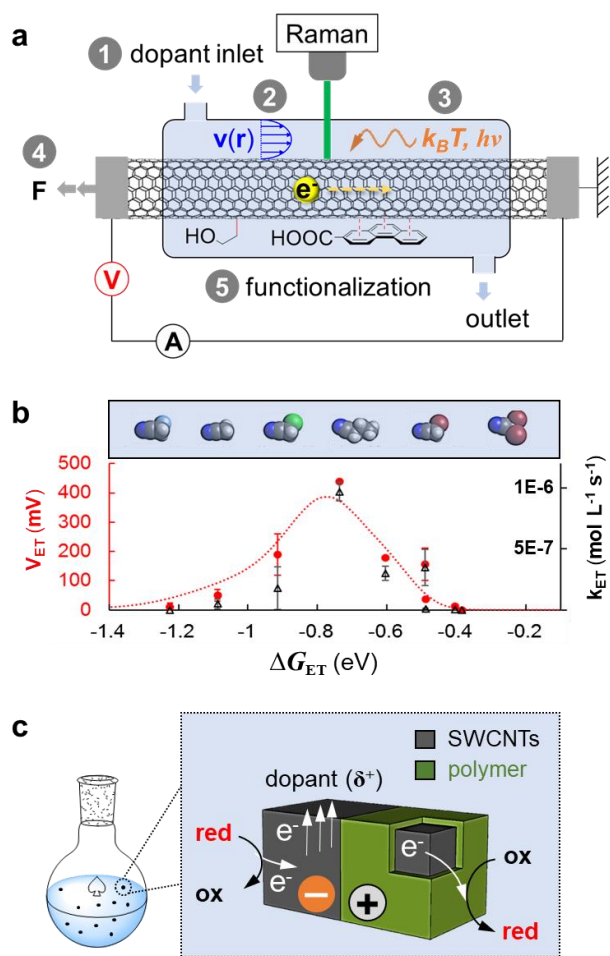 a
Raman
1 dopant inlet
2
3
v(r)
k_BT, hν
4
F
e⁻
HO
HOOC
V
5 functionalization
outlet
A
b
V_ET (mV)
500
400
300
200
100
0
1E-6
5E-7
k_ET (mol L⁻¹ s⁻¹)
-1.4 -1.2 -1 -0.8 -0.6 -0.4 -0.2
ΔG_ET (eV)
c
SWCNTs
polymer
dopant (δ⁺)
red
e⁻
e⁻
ox
−
+
e⁻
ox
red